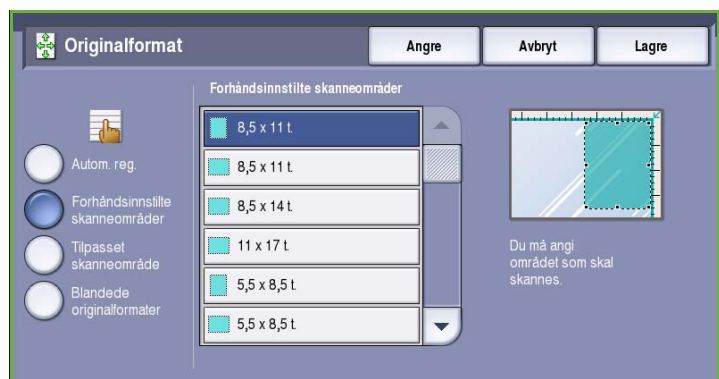 Originalformat
Angre
Avbryt
Lagre
Autom. reg.
Forhåndsinnstilte
skanneområder
Tilpasset
skanneområde
Blandede
originalformater
Forhåndsinnstilte skanneområder
8,5 x 11 t.
8,5 x 11 t.
8,5 x 14 t.
11 x 17 t.
5,5 x 8,5 t.
5,5 x 8,5 t.
Du må angi
området som skal
skannes.